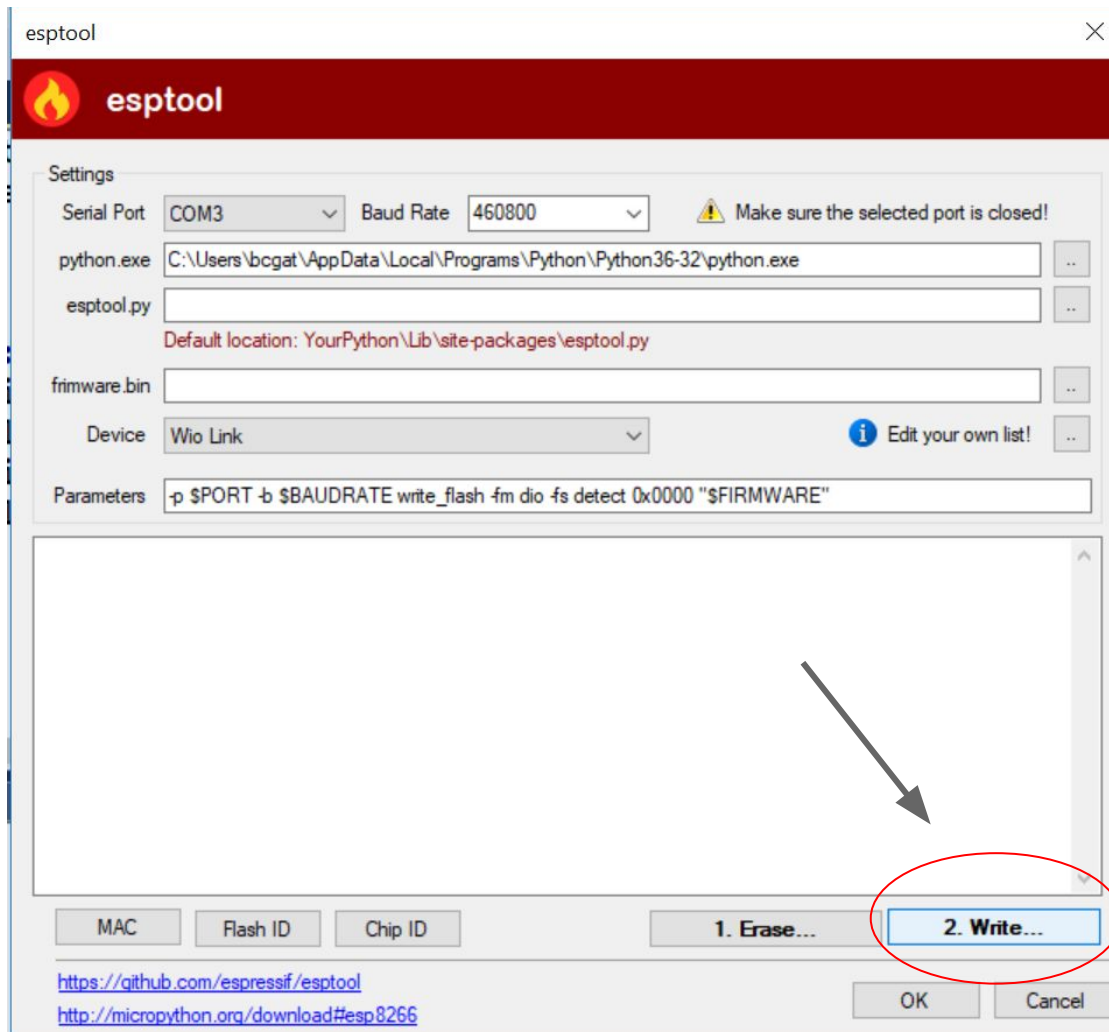 esptool
esptool
Settings
Serial Port COM3 Baud Rate 460800 Make sure the selected port is closed!
python.exe C:\Users\bcgat\AppData\Local\Programs\Python\Python36-32\python.exe ..
esptool.py ..
Default location: YourPython\Lib\site-packages\esptool.py
frimware.bin ..
Device Wio Link Edit your own list! ..
Parameters -p $PORT -b $BAUDRATE write_flash -fm dio -fs detect 0x0000 "$FIRMWARE"
MAC Flash ID Chip ID 1. Erase... 2. Write...
https://github.com/espressif/esptool
http://micropython.org/download#esp8266
OK Cancel